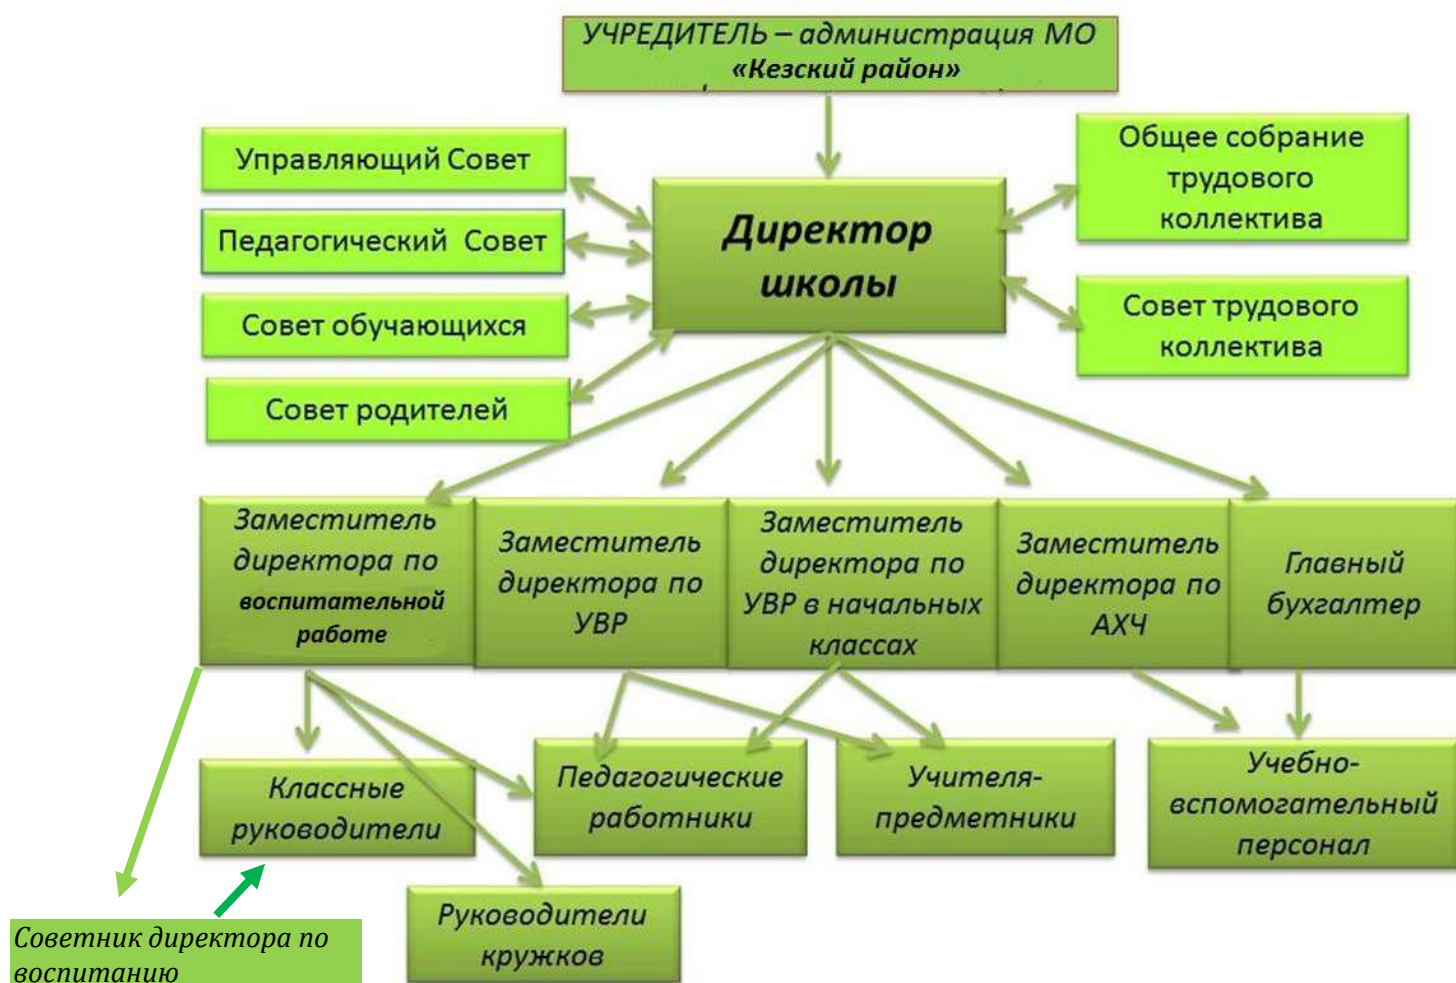 УЧРЕДИТЕЛЬ – администрация МО
«Кезский район»
Управляющий Совет
Педагогический Совет
Совет обучающихся
Совет родителей
Директор
школы
Общее собрание
трудового
коллектива
Совет трудового
коллектива
Заместитель
директора по
воспитательной
работе
Заместитель
директора по
УВР
Заместитель
директора по
УВР в начальных
классах
Заместитель
директора по
АХЧ
Главный
бухгалтер
Классные
руководители
Педагогические
работники
Учителя-
предметники
Учебно-
вспомогательный
персонал
Руководители
кружков
Советник директора по
воспитанию